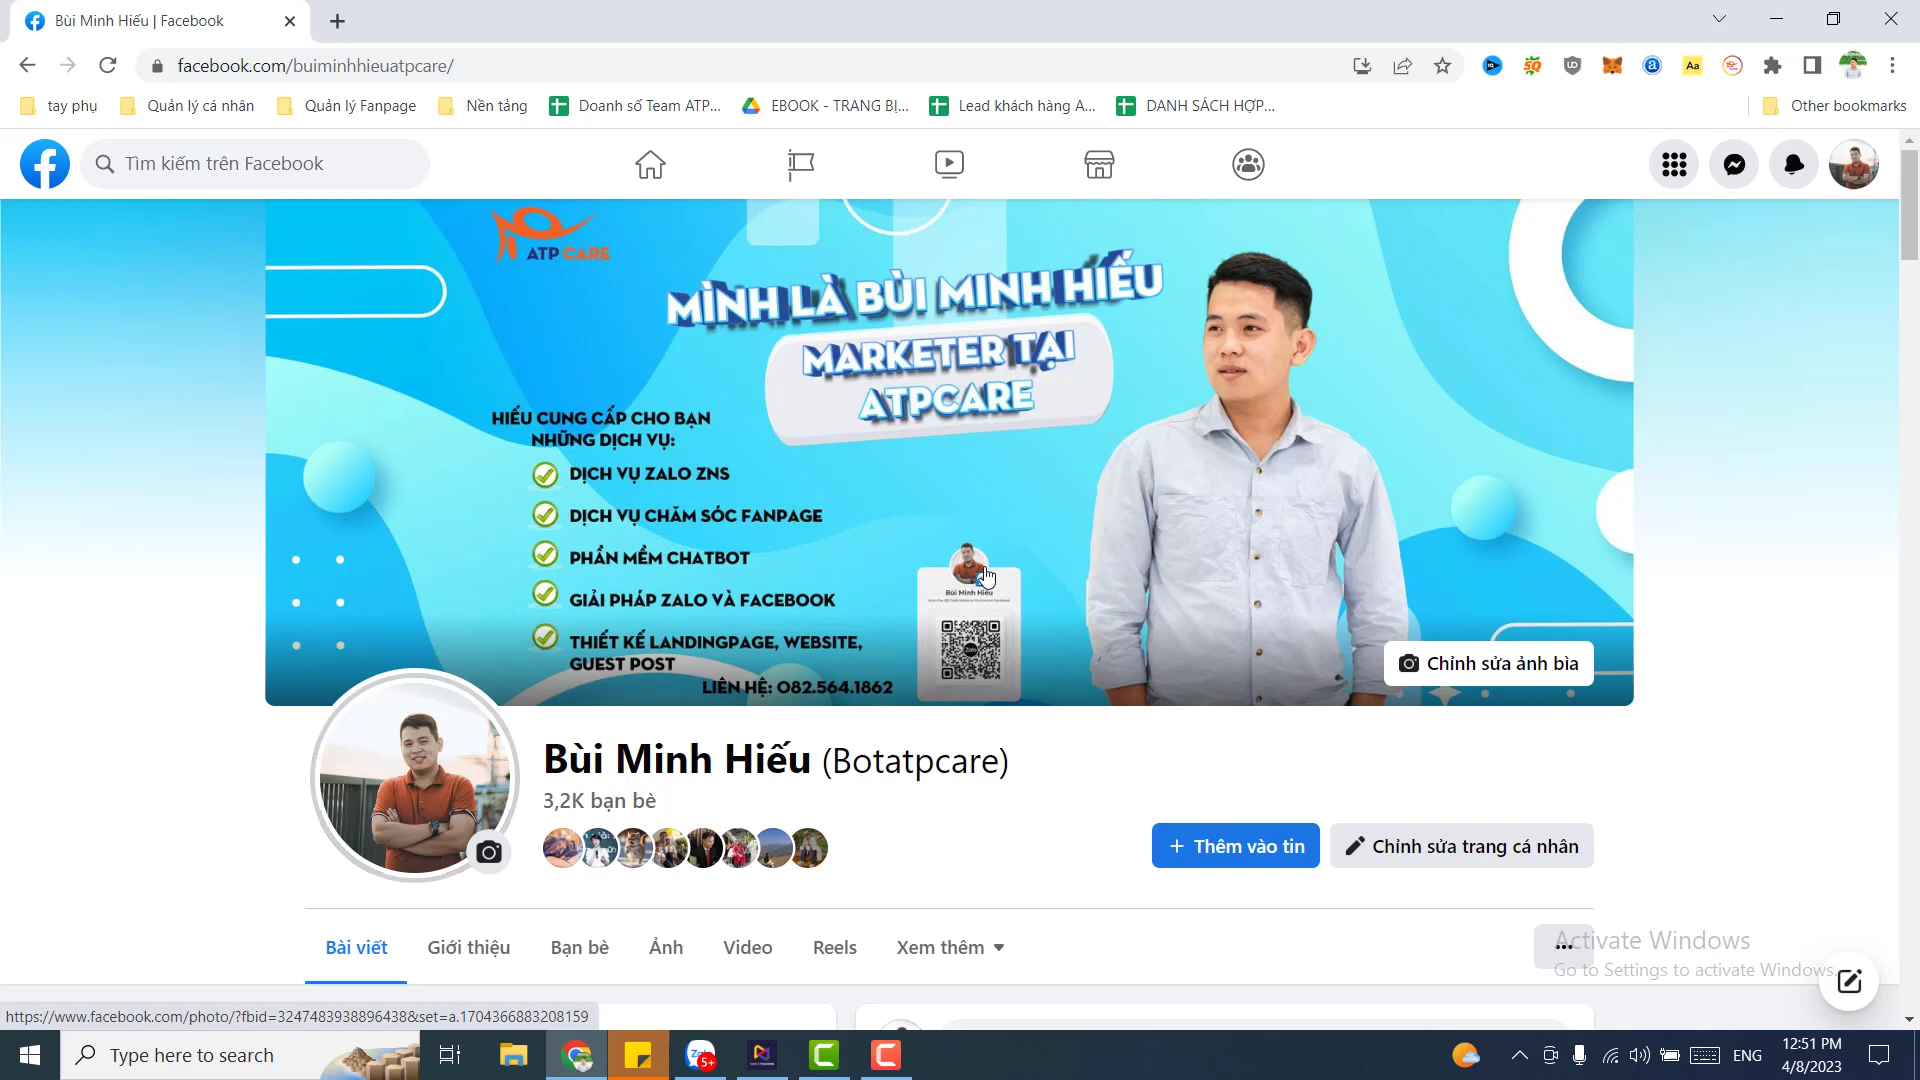 Bùi Minh Hiếu | Facebook
facebook.com/buiminhhieuatpcare/
tay phụ
Quản lý cá nhân
Quản lý Fanpage
Nền tảng
Doanh số Team ATP...
EBOOK - TRANG BỊ...
Lead khách hàng A...
DANH SÁCH HỢP...
Other bookmarks
Tìm kiếm trên Facebook
ATP CARE
MÌNH LÀ BÙI MINH HIẾU
MARKETER TẠI
ATPCARE
HIẾU CUNG CẤP CHO BẠN
NHỮNG DỊCH VỤ:
DỊCH VỤ ZALO ZNS
DỊCH VỤ CHĂM SÓC FANPAGE
PHẦN MỀM CHATBOT
GIẢI PHÁP ZALO VÀ FACEBOOK
THIẾT KẾ LANDINGPAGE, WEBSITE,
GUEST POST
LIÊN HỆ: 082.564.1862
Bùi Minh Hiếu
Zalo
Chỉnh sửa ảnh bìa
Bùi Minh Hiếu (Botatpcare)
3,2K bạn bè
+ Thêm vào tin
Chỉnh sửa trang cá nhân
Bài viết
Giới thiệu
Bạn bè
Ảnh
Video
Reels
Xem thêm
Activate Windows
Go to Settings to activate Windows.
https://www.facebook.com/photo/?fbid=3247483938896438&set=a.1704366883208159
Type here to search
5+
ENG
12:51 PM
4/8/2023